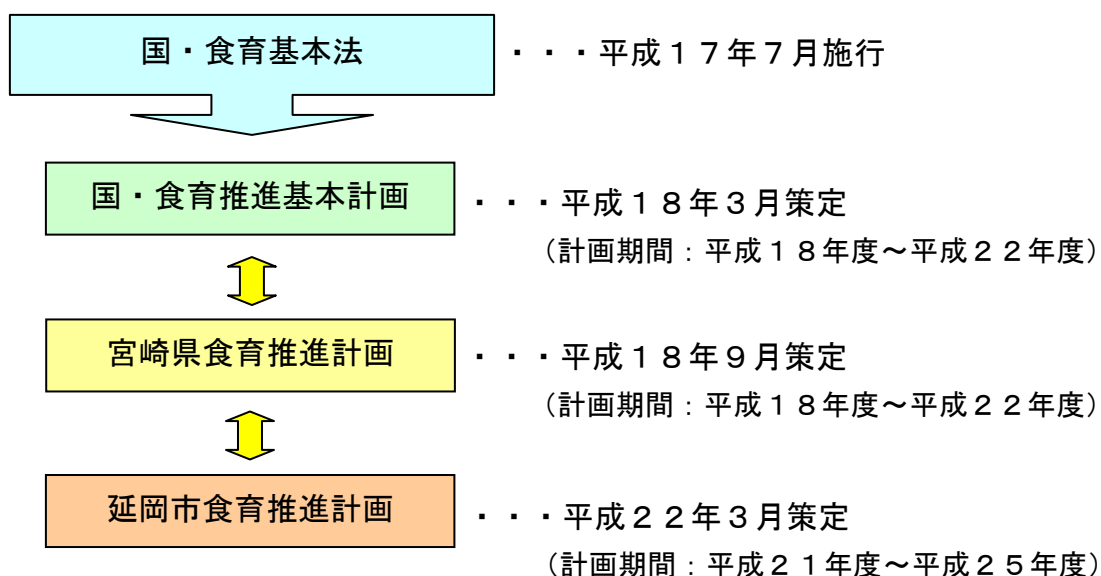 国・食育基本法 ・・・平成１７年７月施行
国・食育推進基本計画 ・・・平成１８年３月策定
（計画期間：平成１８年度～平成２２年度）
宮崎県食育推進計画 ・・・平成１８年９月策定
（計画期間：平成１８年度～平成２２年度）
延岡市食育推進計画 ・・・平成２２年３月策定
（計画期間：平成２１年度～平成２５年度）